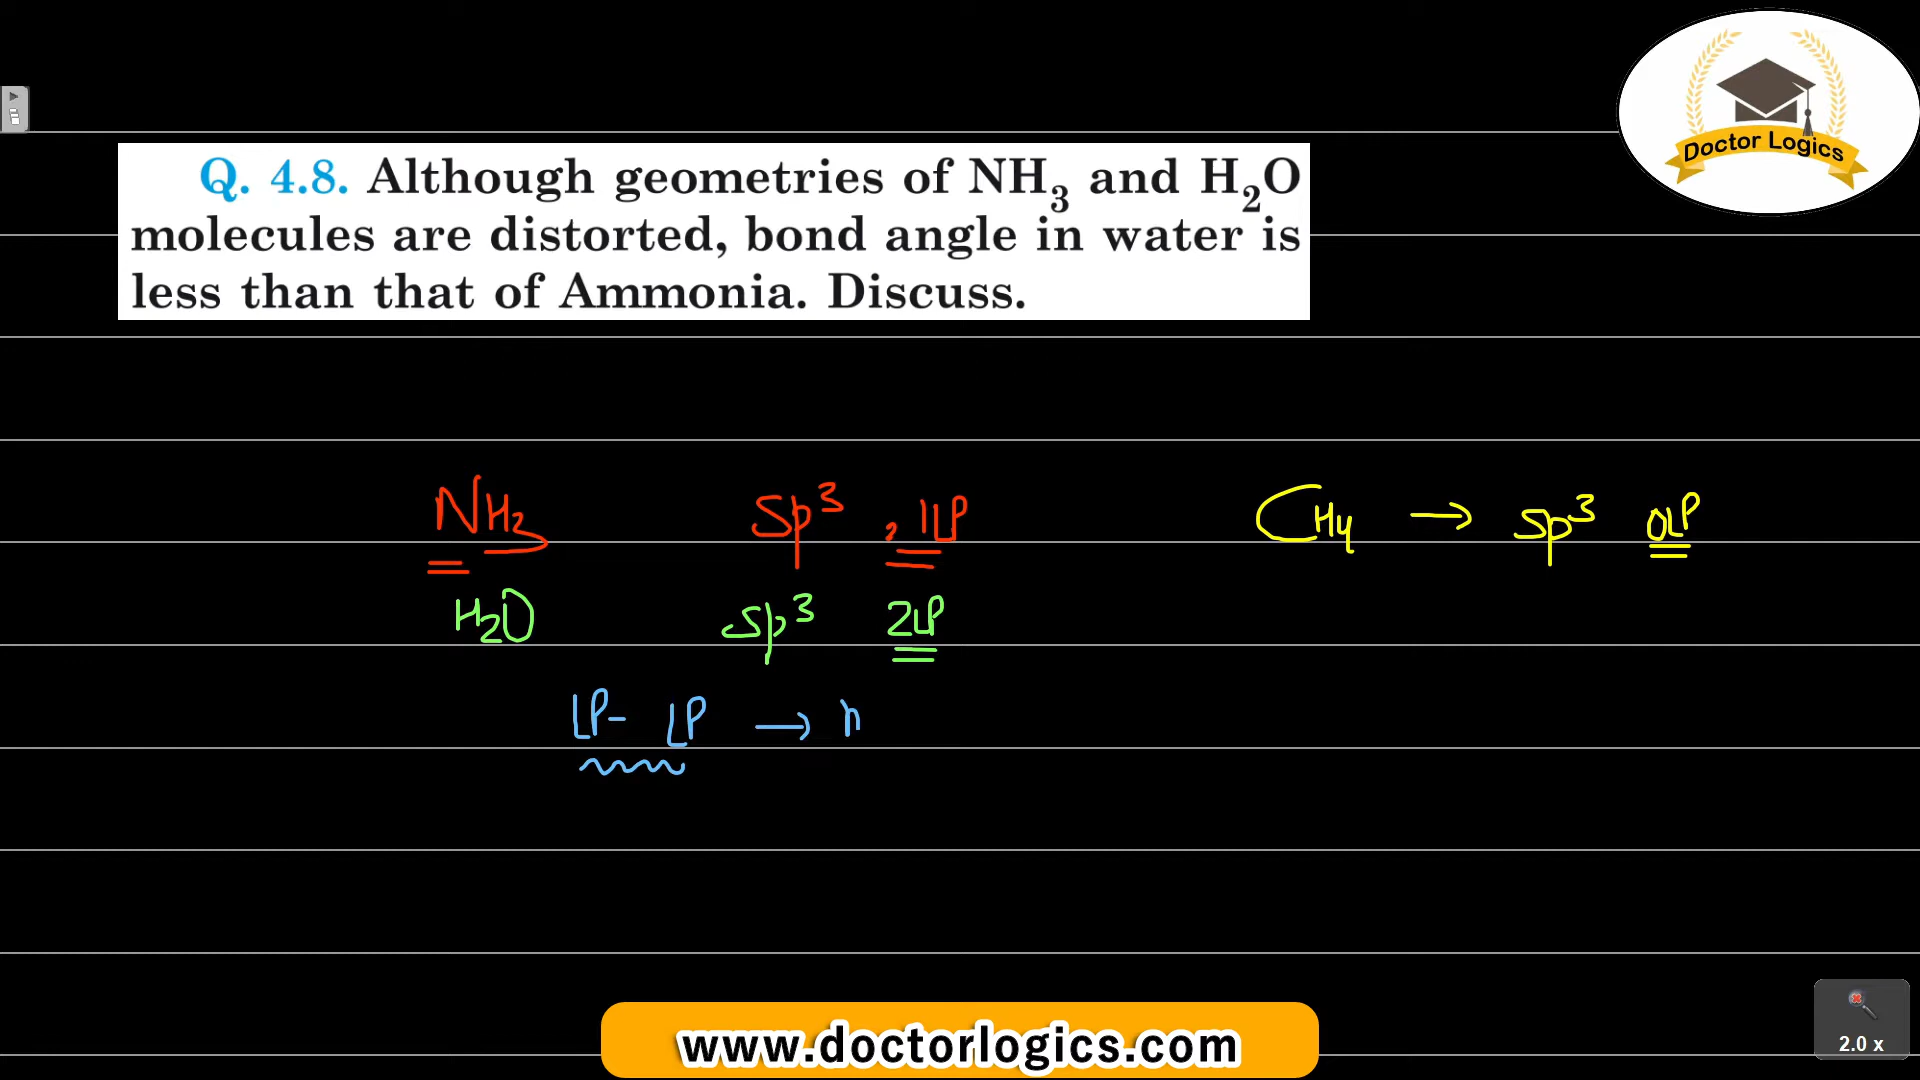 Doctor Logics
Q. 4.8. Although geometries of NH₃ and H₂O
molecules are distorted, bond angle in water is
less than that of Ammonia. Discuss.
NH₂ sp³ , 1LP CH₄ → sp³ 0LP
H₂O sp³ 2LP
LP- LP → n
www.doctorlogics.com
2.0 x